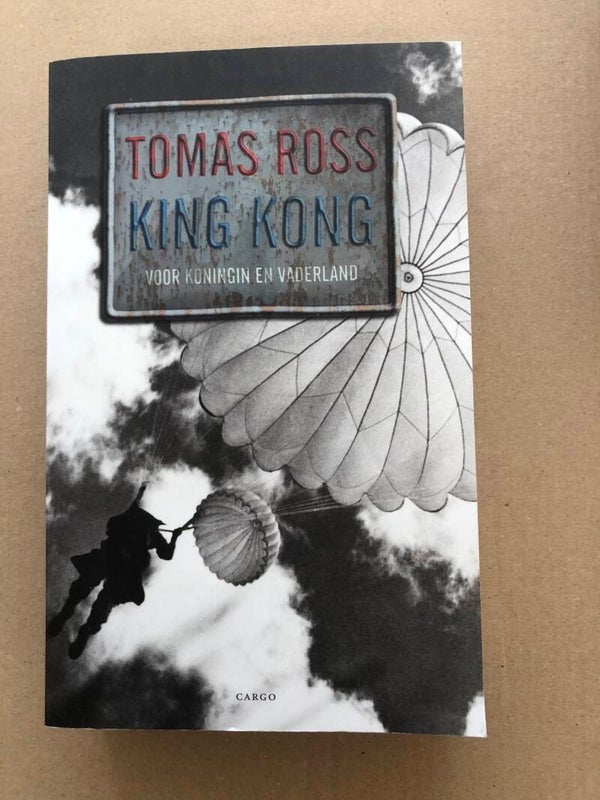 TOMAS ROSS
KING KONG
VOOR KONINGIN EN VADERLAND
CARGO